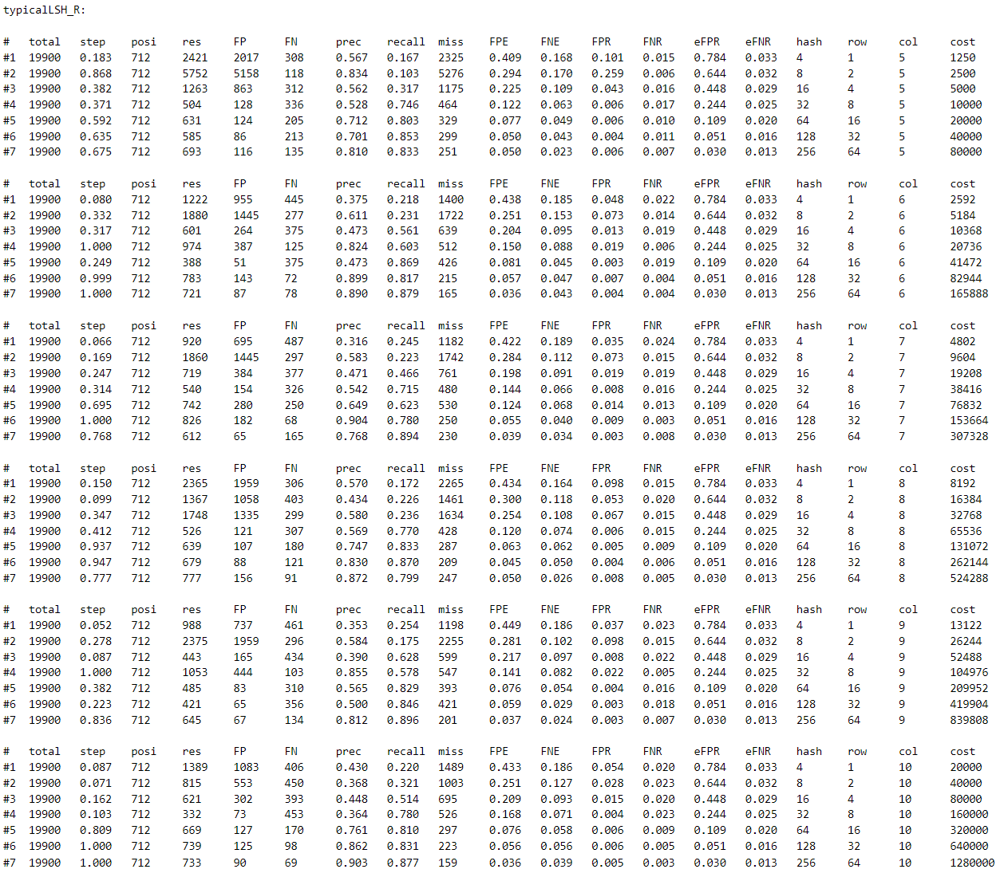 typicalLSH_R:
# total step posi res FP FN prec recall miss FPE FNE FPR FNR eFPR eFNR hash row col cost
#1 19900 0.183 712 2421 2017 308 0.567 0.167 2325 0.409 0.168 0.101 0.015 0.784 0.033 4 1 5 1250
#2 19900 0.868 712 5752 5158 118 0.834 0.103 5276 0.294 0.170 0.259 0.006 0.644 0.032 8 2 5 2500
#3 19900 0.382 712 1263 863 312 0.562 0.317 1175 0.225 0.109 0.043 0.016 0.448 0.029 16 4 5 5000
#4 19900 0.371 712 504 128 336 0.528 0.746 464 0.122 0.063 0.006 0.017 0.244 0.025 32 8 5 10000
#5 19900 0.592 712 631 124 205 0.712 0.803 329 0.077 0.049 0.006 0.010 0.109 0.020 64 16 5 20000
#6 19900 0.635 712 585 86 213 0.701 0.853 299 0.050 0.043 0.004 0.011 0.051 0.016 128 32 5 40000
#7 19900 0.675 712 693 116 135 0.810 0.833 251 0.050 0.023 0.006 0.007 0.030 0.013 256 64 5 80000
# total step posi res FP FN prec recall miss FPE FNE FPR FNR eFPR eFNR hash row col cost
#1 19900 0.080 712 1222 955 445 0.375 0.218 1400 0.438 0.185 0.048 0.022 0.784 0.033 4 1 6 2592
#2 19900 0.332 712 1880 1445 277 0.611 0.231 1722 0.251 0.153 0.073 0.014 0.644 0.032 8 2 6 5184
#3 19900 0.317 712 601 264 375 0.473 0.561 639 0.204 0.095 0.013 0.019 0.448 0.029 16 4 6 10368
#4 19900 1.000 712 974 387 125 0.824 0.603 512 0.150 0.088 0.019 0.006 0.244 0.025 32 8 6 20736
#5 19900 0.249 712 388 51 375 0.473 0.869 426 0.081 0.045 0.003 0.019 0.109 0.020 64 16 6 41472
#6 19900 0.999 712 783 143 72 0.899 0.817 215 0.057 0.047 0.007 0.004 0.051 0.016 128 32 6 82944
#7 19900 1.000 712 721 87 78 0.890 0.879 165 0.036 0.043 0.004 0.004 0.030 0.013 256 64 6 165888
# total step posi res FP FN prec recall miss FPE FNE FPR FNR eFPR eFNR hash row col cost
#1 19900 0.066 712 920 695 487 0.316 0.245 1182 0.422 0.189 0.035 0.024 0.784 0.033 4 1 7 4802
#2 19900 0.169 712 1860 1445 297 0.583 0.223 1742 0.284 0.112 0.073 0.015 0.644 0.032 8 2 7 9604
#3 19900 0.247 712 719 384 377 0.471 0.466 761 0.198 0.091 0.019 0.019 0.448 0.029 16 4 7 19208
#4 19900 0.314 712 540 154 326 0.542 0.715 480 0.144 0.066 0.008 0.016 0.244 0.025 32 8 7 38416
#5 19900 0.695 712 742 280 250 0.649 0.623 530 0.124 0.068 0.014 0.013 0.109 0.020 64 16 7 76832
#6 19900 1.000 712 826 182 68 0.904 0.780 250 0.055 0.040 0.009 0.003 0.051 0.016 128 32 7 153664
#7 19900 0.768 712 612 65 165 0.768 0.894 230 0.039 0.034 0.003 0.008 0.030 0.013 256 64 7 307328
# total step posi res FP FN prec recall miss FPE FNE FPR FNR eFPR eFNR hash row col cost
#1 19900 0.150 712 2365 1959 306 0.570 0.172 2265 0.434 0.164 0.098 0.015 0.784 0.033 4 1 8 8192
#2 19900 0.099 712 1367 1058 403 0.434 0.226 1461 0.300 0.118 0.053 0.020 0.644 0.032 8 2 8 16384
#3 19900 0.347 712 1748 1335 299 0.580 0.236 1634 0.254 0.108 0.067 0.015 0.448 0.029 16 4 8 32768
#4 19900 0.412 712 526 121 307 0.569 0.770 428 0.120 0.074 0.006 0.015 0.244 0.025 32 8 8 65536
#5 19900 0.937 712 639 107 180 0.747 0.833 287 0.063 0.062 0.005 0.009 0.109 0.020 64 16 8 131072
#6 19900 0.947 712 679 88 121 0.830 0.870 209 0.045 0.050 0.004 0.006 0.051 0.016 128 32 8 262144
#7 19900 0.777 712 777 156 91 0.872 0.799 247 0.050 0.026 0.008 0.005 0.030 0.013 256 64 8 524288
# total step posi res FP FN prec recall miss FPE FNE FPR FNR eFPR eFNR hash row col cost
#1 19900 0.052 712 988 737 461 0.353 0.254 1198 0.449 0.186 0.037 0.023 0.784 0.033 4 1 9 13122
#2 19900 0.278 712 2375 1959 296 0.584 0.175 2255 0.281 0.102 0.098 0.015 0.644 0.032 8 2 9 26244
#3 19900 0.087 712 443 165 434 0.390 0.628 599 0.217 0.097 0.008 0.022 0.448 0.029 16 4 9 52488
#4 19900 1.000 712 1053 444 103 0.855 0.578 547 0.141 0.082 0.022 0.005 0.244 0.025 32 8 9 104976
#5 19900 0.382 712 485 83 310 0.565 0.829 393 0.076 0.054 0.004 0.016 0.109 0.020 64 16 9 209952
#6 19900 0.223 712 421 65 356 0.500 0.846 421 0.059 0.029 0.003 0.018 0.051 0.016 128 32 9 419904
#7 19900 0.836 712 645 67 134 0.812 0.896 201 0.037 0.024 0.003 0.007 0.030 0.013 256 64 9 839808
# total step posi res FP FN prec recall miss FPE FNE FPR FNR eFPR eFNR hash row col cost
#1 19900 0.087 712 1389 1083 406 0.430 0.220 1489 0.433 0.186 0.054 0.020 0.784 0.033 4 1 10 20000
#2 19900 0.071 712 815 553 450 0.368 0.321 1003 0.251 0.127 0.028 0.023 0.644 0.032 8 2 10 40000
#3 19900 0.162 712 621 302 393 0.448 0.514 695 0.209 0.093 0.015 0.020 0.448 0.029 16 4 10 80000
#4 19900 0.103 712 332 73 453 0.364 0.780 526 0.168 0.071 0.004 0.023 0.244 0.025 32 8 10 160000
#5 19900 0.809 712 669 127 170 0.761 0.810 297 0.076 0.058 0.006 0.009 0.109 0.020 64 16 10 320000
#6 19900 1.000 712 739 125 98 0.862 0.831 223 0.056 0.056 0.006 0.005 0.051 0.016 128 32 10 640000
#7 19900 1.000 712 733 90 69 0.903 0.877 159 0.036 0.039 0.005 0.003 0.030 0.013 256 64 10 1280000